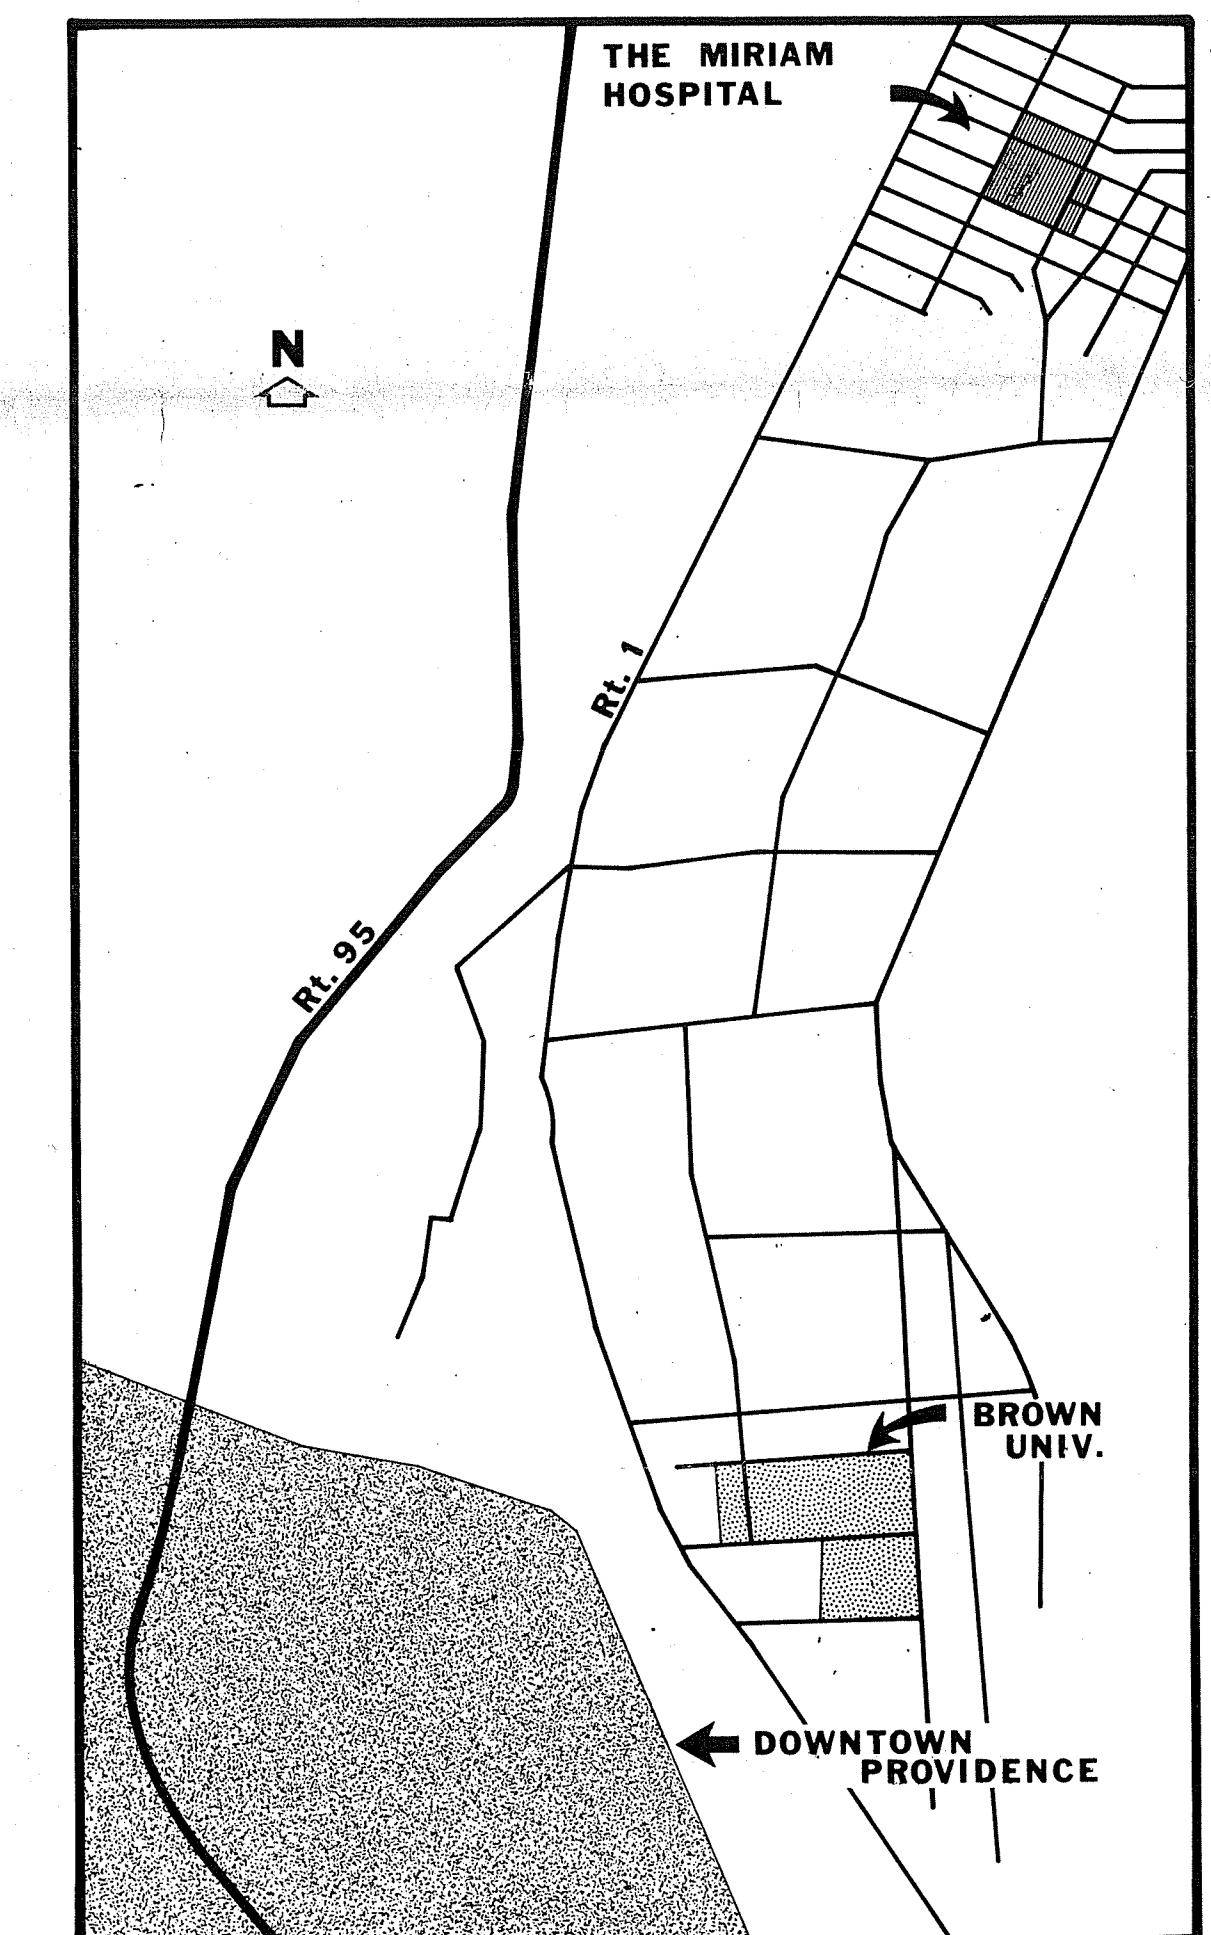 THE MIRIAM
HOSPITAL
N
Rt. 1
Rt. 95
BROWN
UNIV.
DOWNTOWN
PROVIDENCE